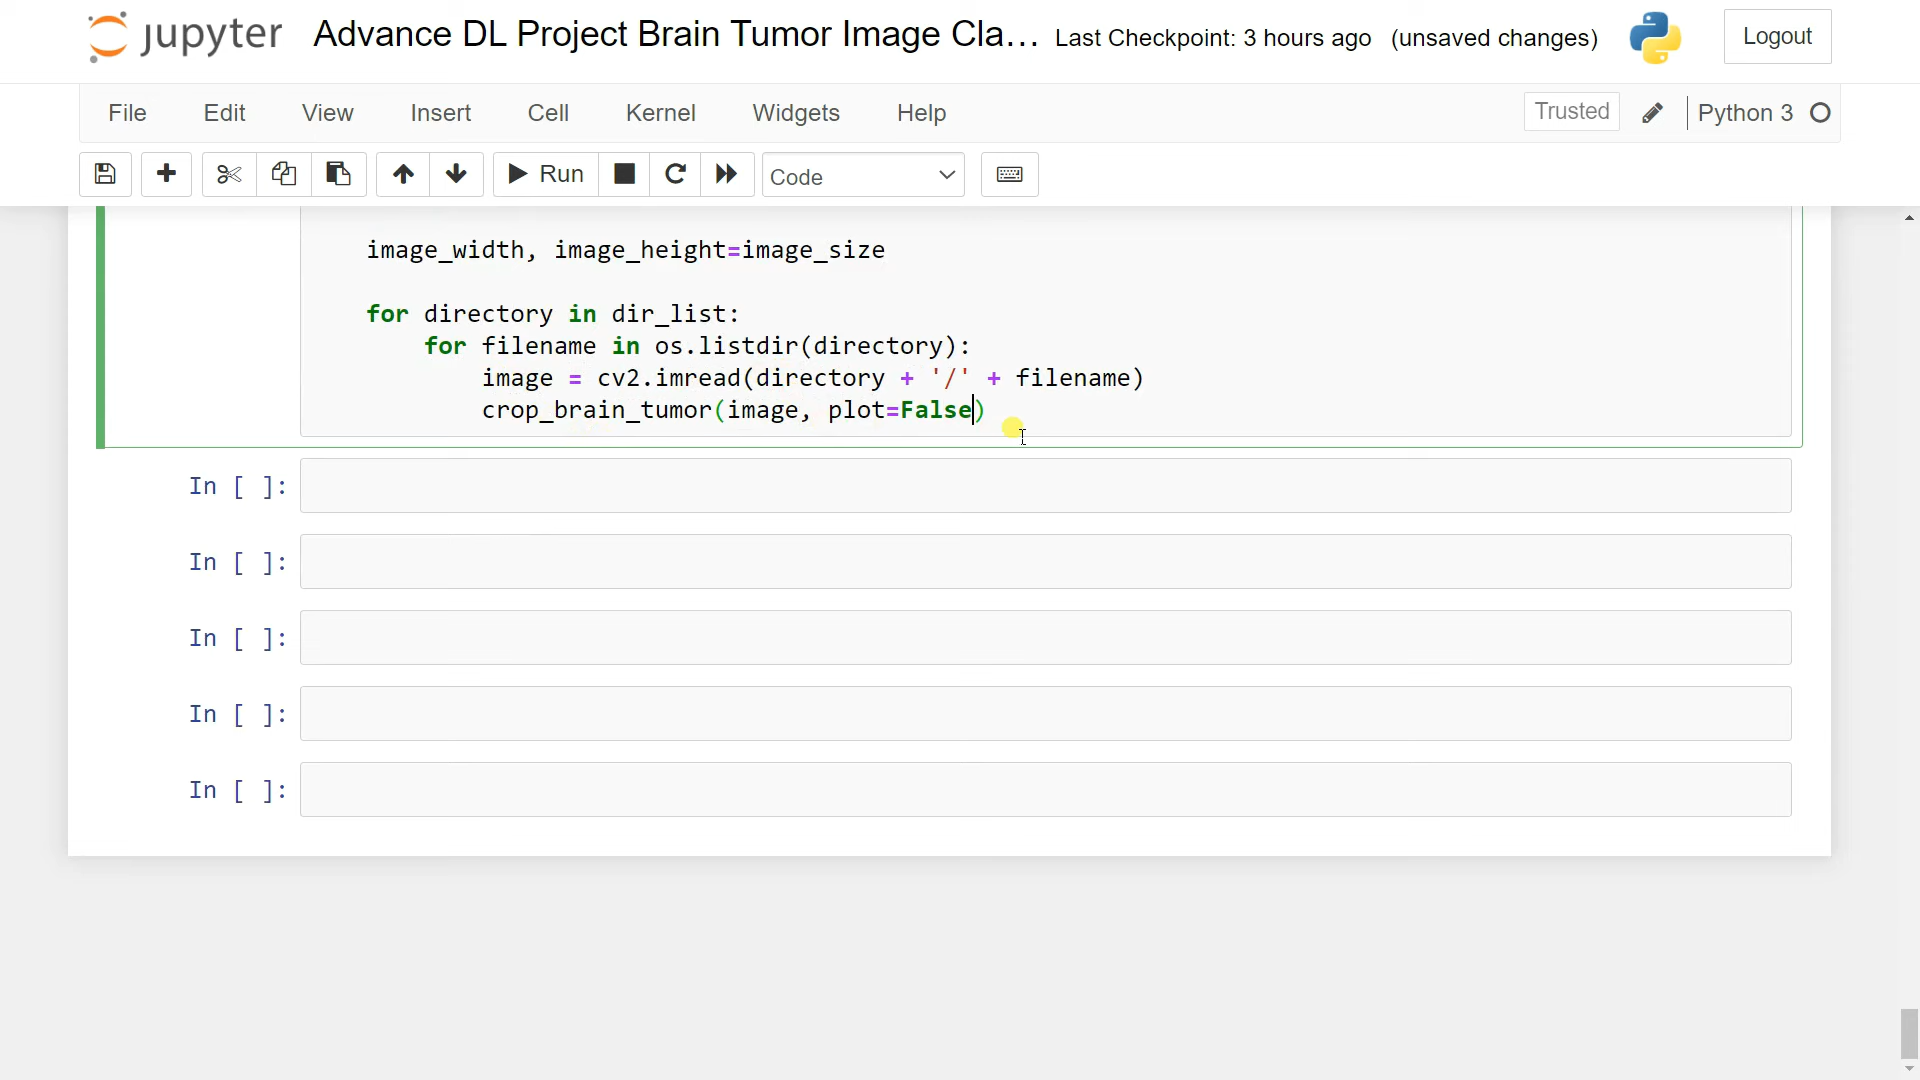 jupyter Advance DL Project Brain Tumor Image Cla... Last Checkpoint: 3 hours ago (unsaved changes) Logout
File Edit View Insert Cell Kernel Widgets Help Trusted Python 3
Run Code
image_width, image_height=image_size
for directory in dir_list:
for filename in os.listdir(directory):
image = cv2.imread(directory + '/' + filename)
crop_brain_tumor(image, plot=False)
In [ ]:
In [ ]:
In [ ]:
In [ ]:
In [ ]: